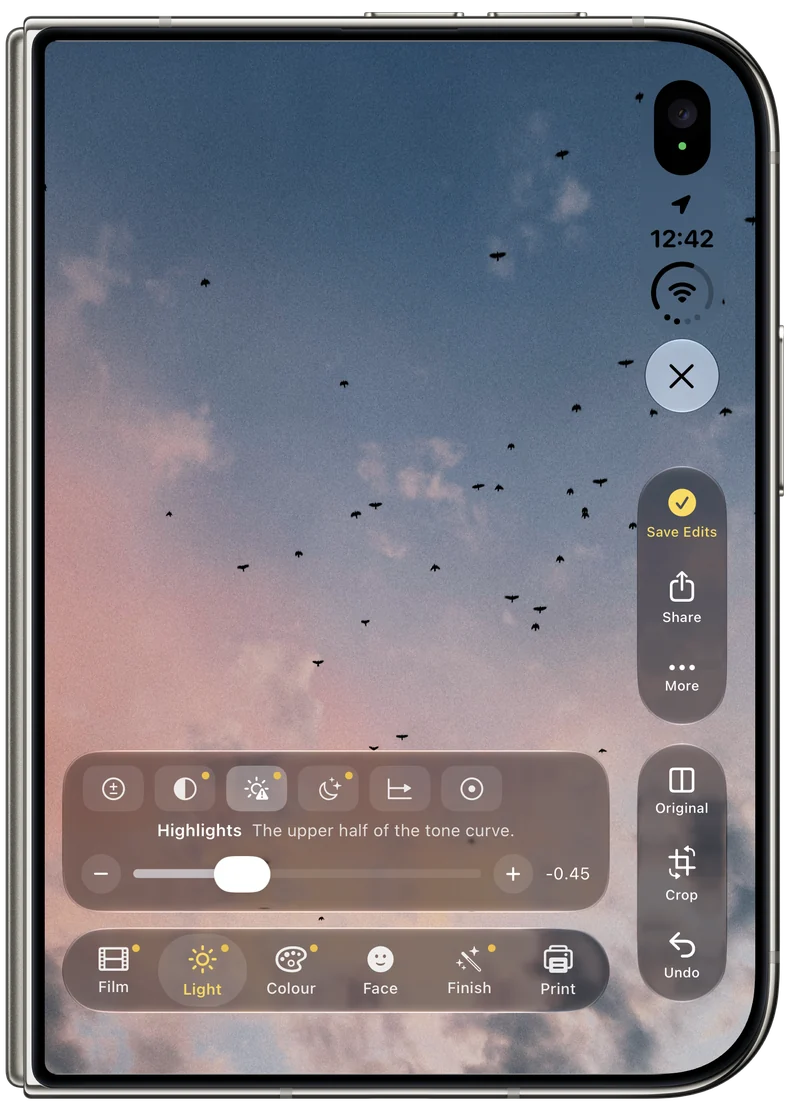 12:42
Save Edits
Share
More
Highlights The upper half of the tone curve.
-0.45
Original
Crop
Undo
Film
Light
Colour
Face
Finish
Print